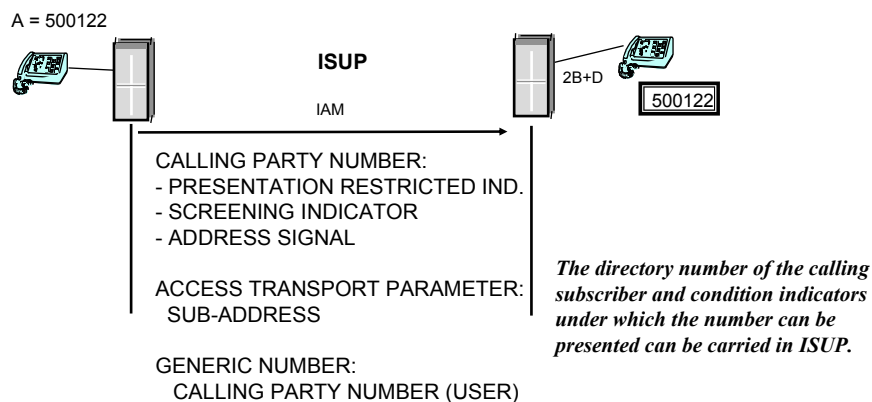 A = 500122
ISUP
2B+D
500122
IAM
CALLING PARTY NUMBER:
- PRESENTATION RESTRICTED IND.
- SCREENING INDICATOR
- ADDRESS SIGNAL
ACCESS TRANSPORT PARAMETER:
SUB-ADDRESS
GENERIC NUMBER:
CALLING PARTY NUMBER (USER)
The directory number of the calling
subscriber and condition indicators
under which the number can be
presented can be carried in ISUP.